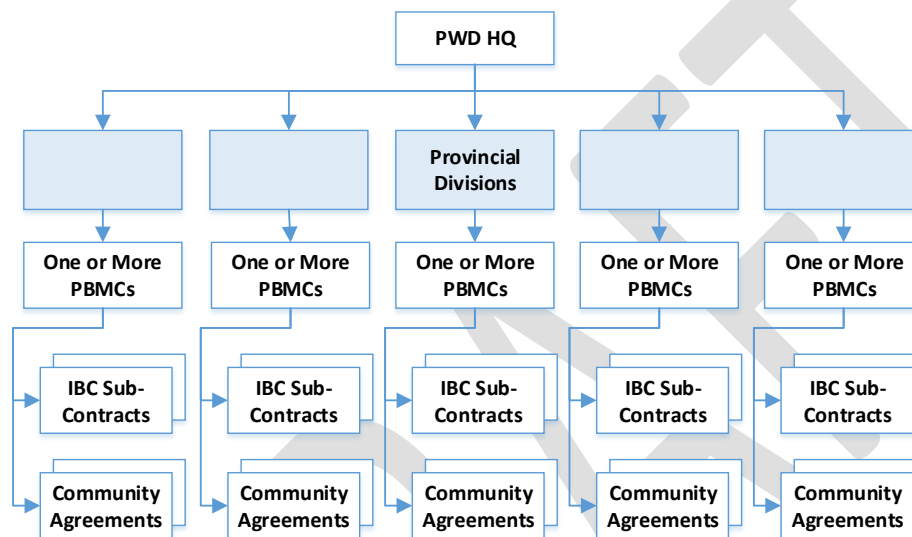 PWD HQ
Provincial
Divisions
One or More
PBMCs
One or More
PBMCs
One or More
PBMCs
One or More
PBMCs
One or More
PBMCs
IBC Sub-
Contracts
IBC Sub-
Contracts
IBC Sub-
Contracts
IBC Sub-
Contracts
IBC Sub-
Contracts
Community
Agreements
Community
Agreements
Community
Agreements
Community
Agreements
Community
Agreements